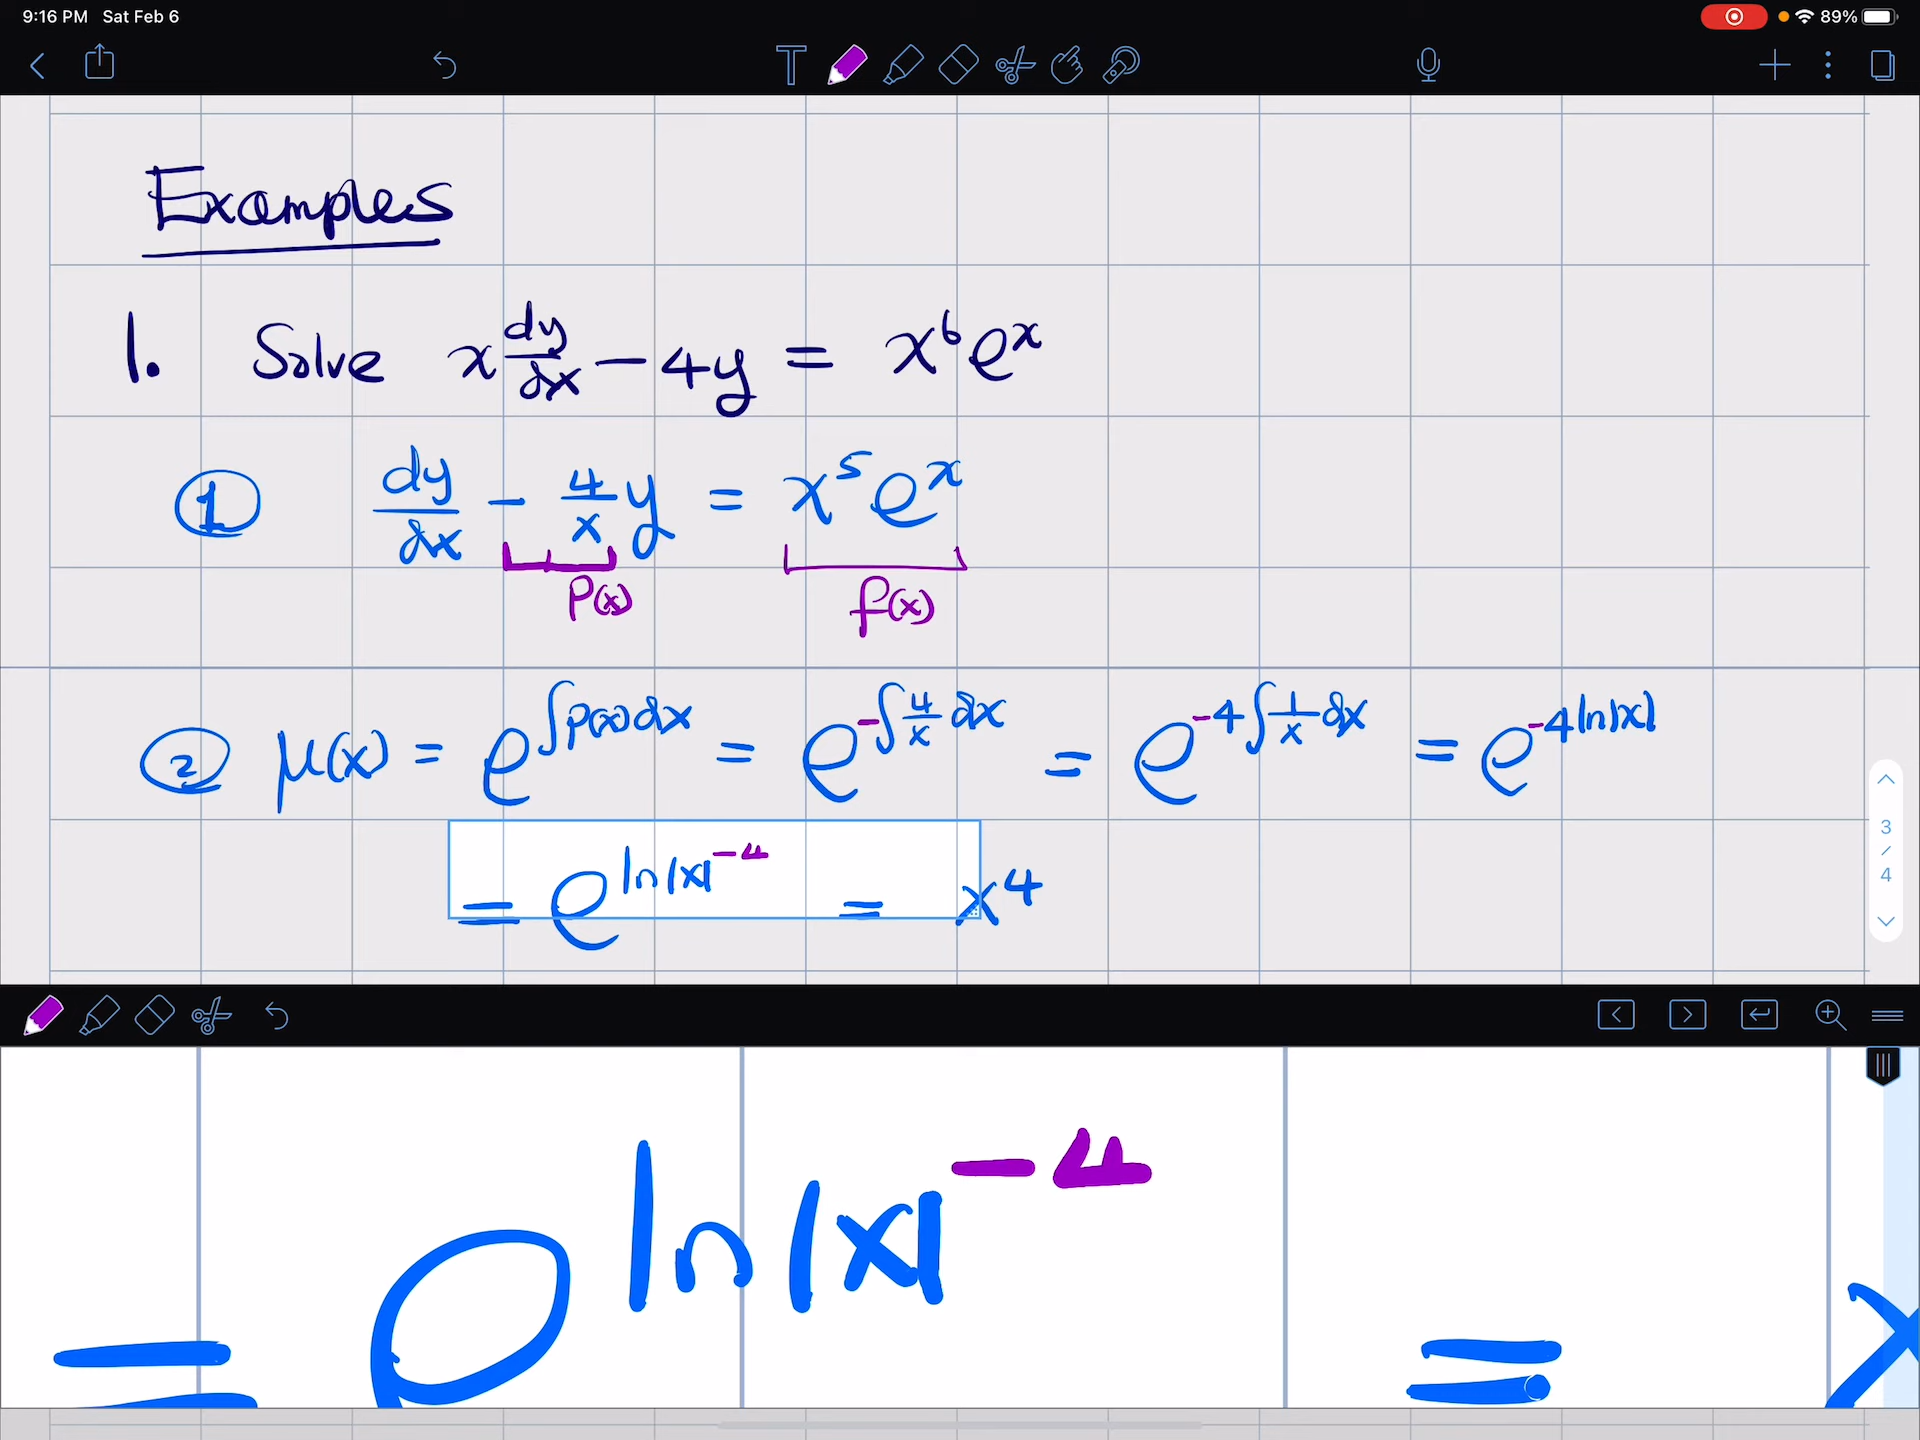 9:16 PM Sat Feb 6 89%
Examples
1. Solve x dy/dx - 4y = x⁶eˣ
① dy/dx - 4/x y = x⁵eˣ
P(x) f(x)
② μ(x) = e^∫P(x)dx = e^-∫4/x dx = e^-4∫1/x dx = e^-4ln|x|
= e^ln|x|^-4 = x⁴
3/4
= e^ln|x|^-4 = x